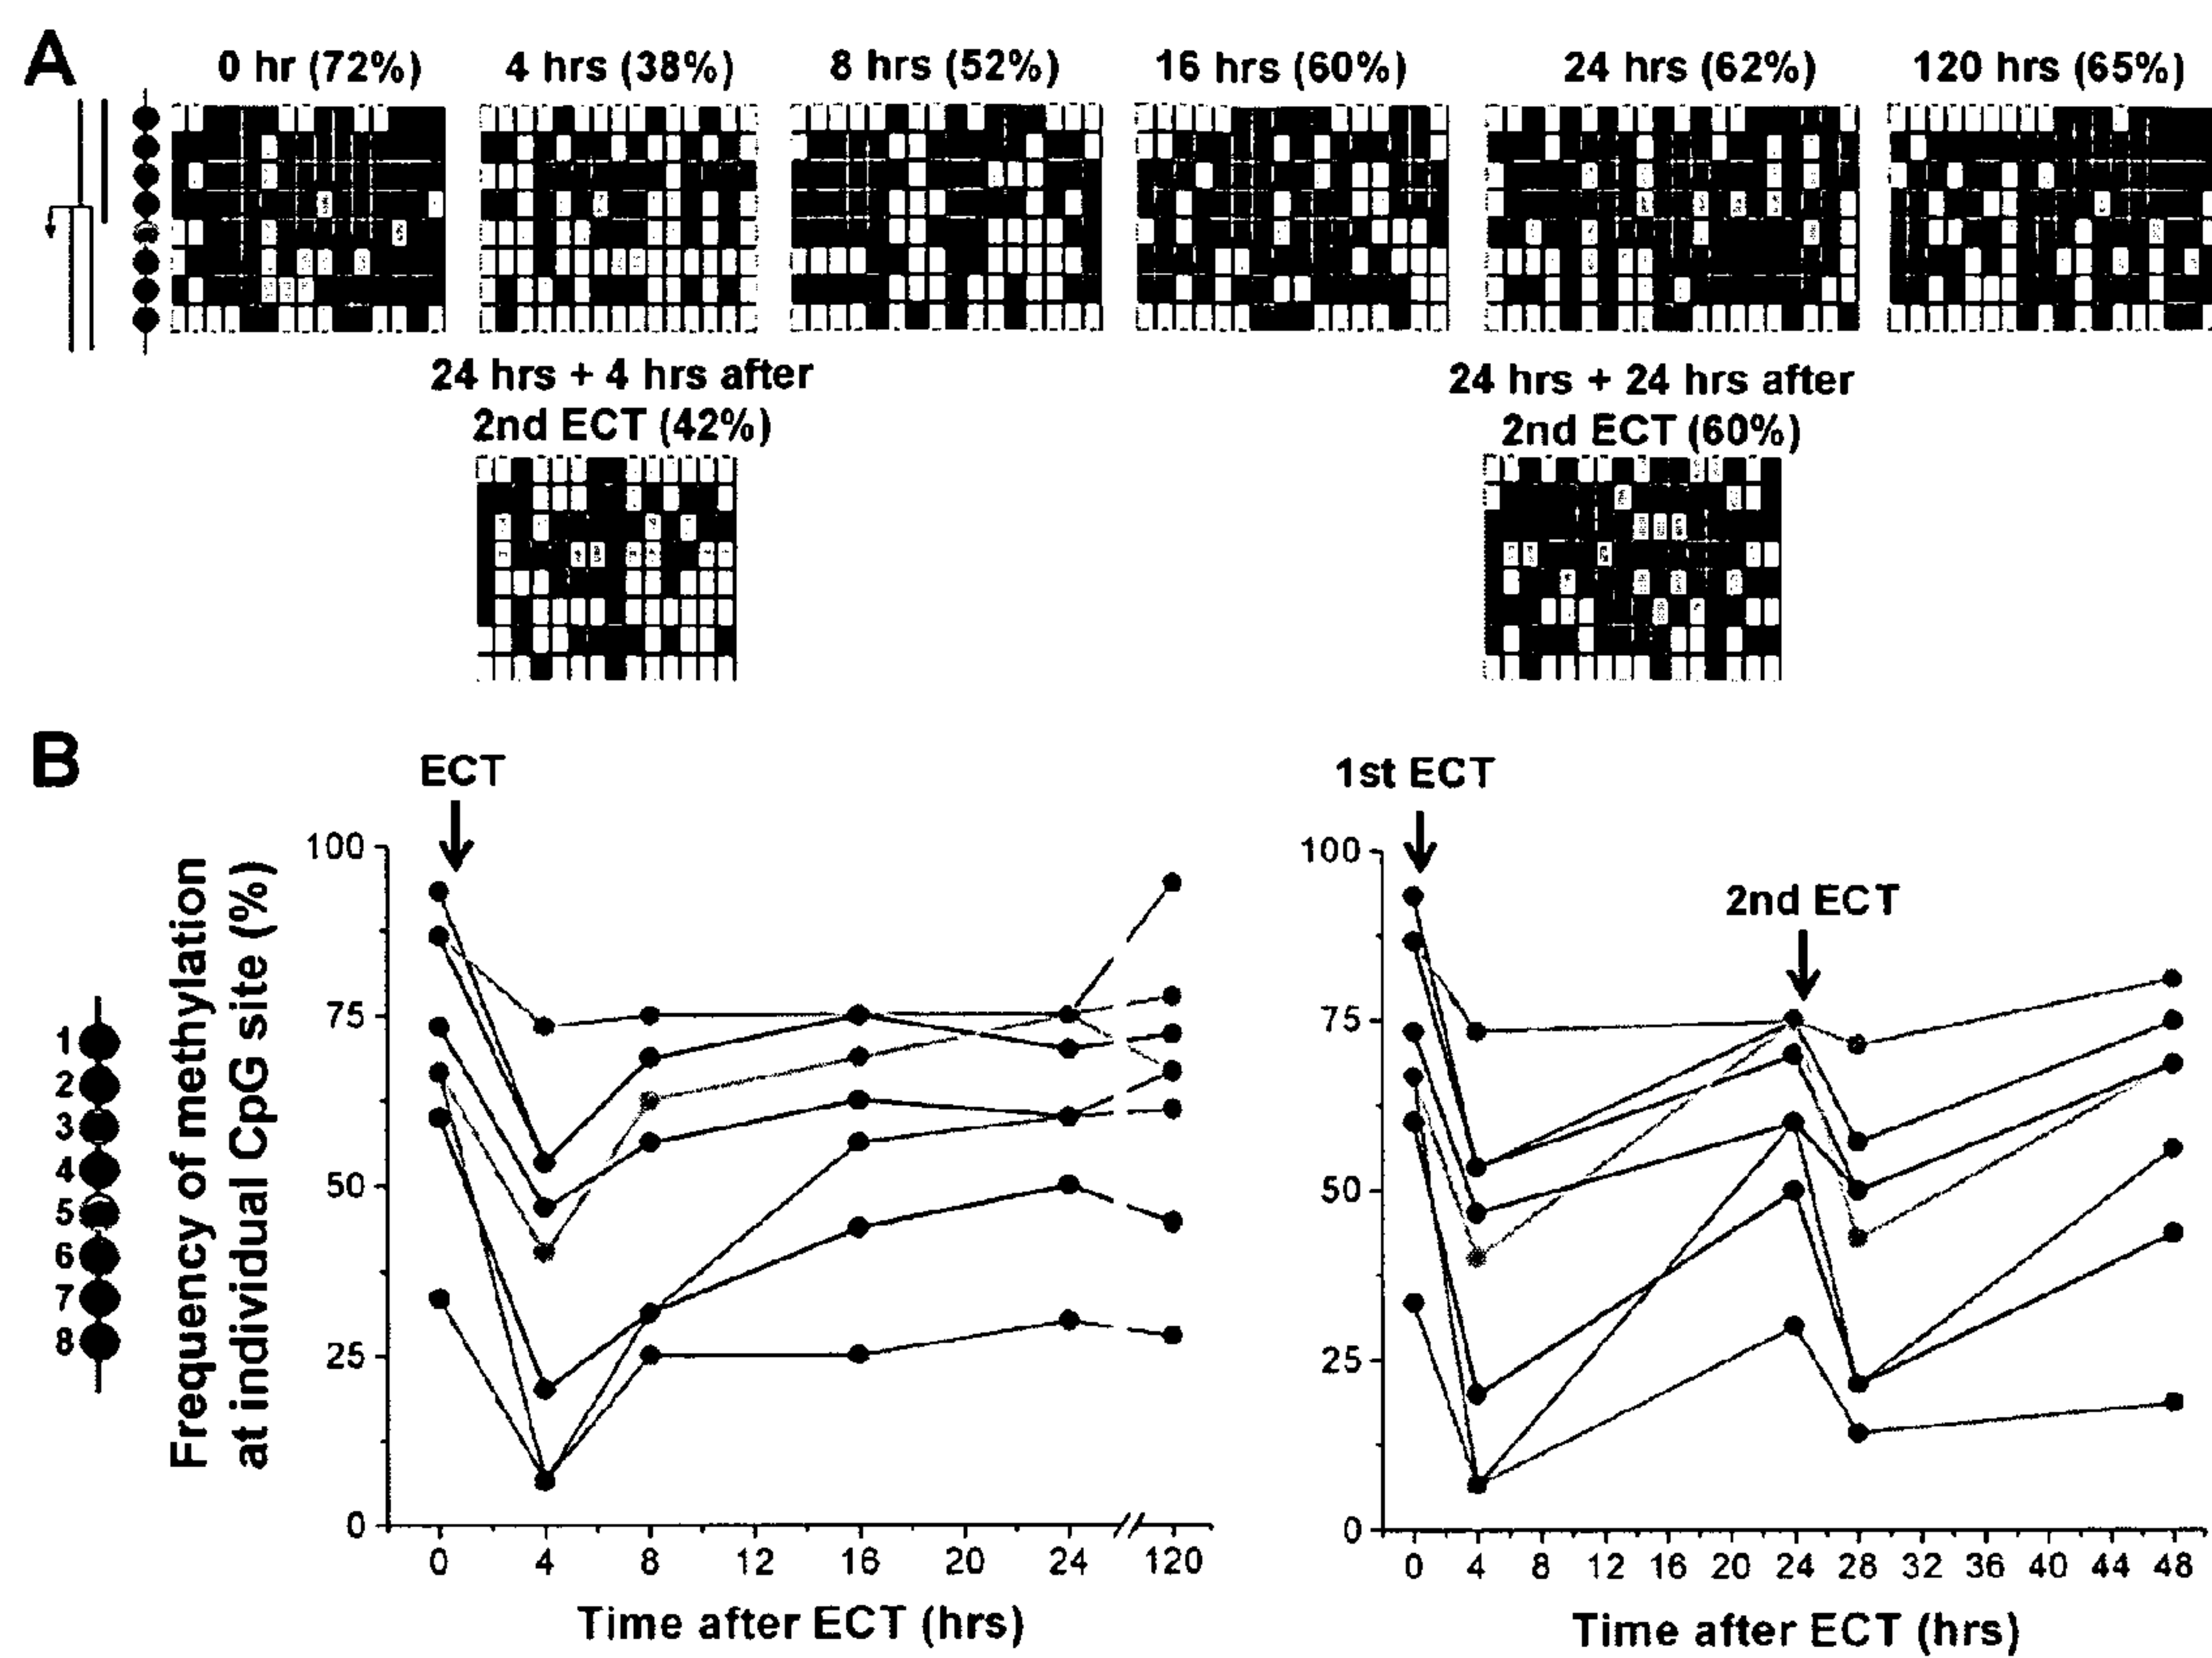 A
0 hr (72%) 4 hrs (38%) 8 hrs (52%) 16 hrs (60%) 24 hrs (62%) 120 hrs (65%)
24 hrs + 4 hrs after
2nd ECT (42%)
24 hrs + 24 hrs after
2nd ECT (60%)
B
1
2
3
4
5
6
7
8
Frequency of methylation
at individual CpG site (%)
ECT
100
75
50
25
0
0 4 8 12 16 20 24 120
Time after ECT (hrs)
1st ECT
2nd ECT
100
75
50
25
0
0 4 8 12 16 20 24 28 32 36 40 44 48
Time after ECT (hrs)